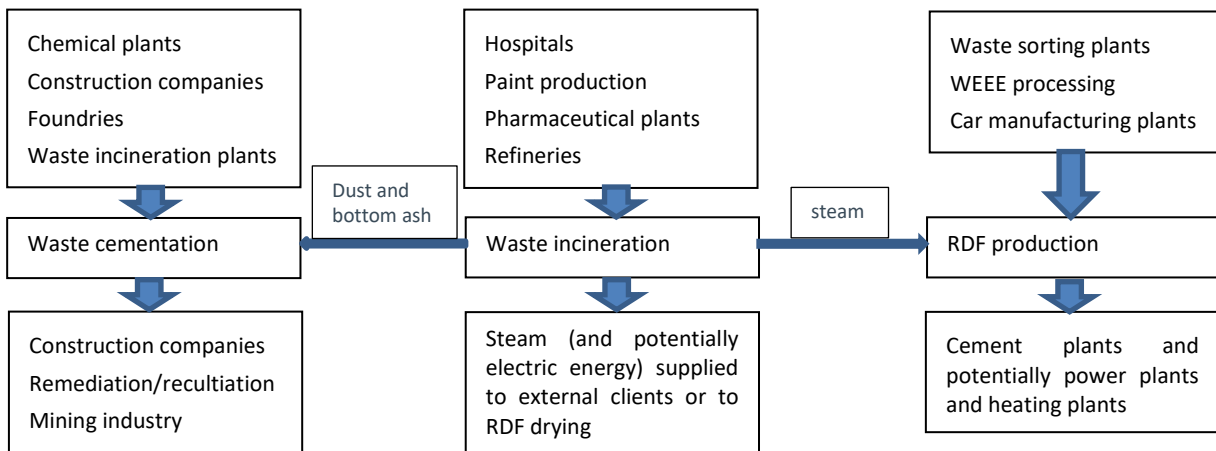 Chemical plants
Construction companies
Foundries
Waste incineration plants
Hospitals
Paint production
Pharmaceutical plants
Refineries
Waste sorting plants
WEEE processing
Car manufacturing plants
Dust and
bottom ash
steam
Waste cementation
Waste incineration
RDF production
Construction companies
Remediation/recultiation
Mining industry
Steam (and potentially
electric energy) supplied
to external clients or to
RDF drying
Cement plants and
potentially power plants
and heating plants